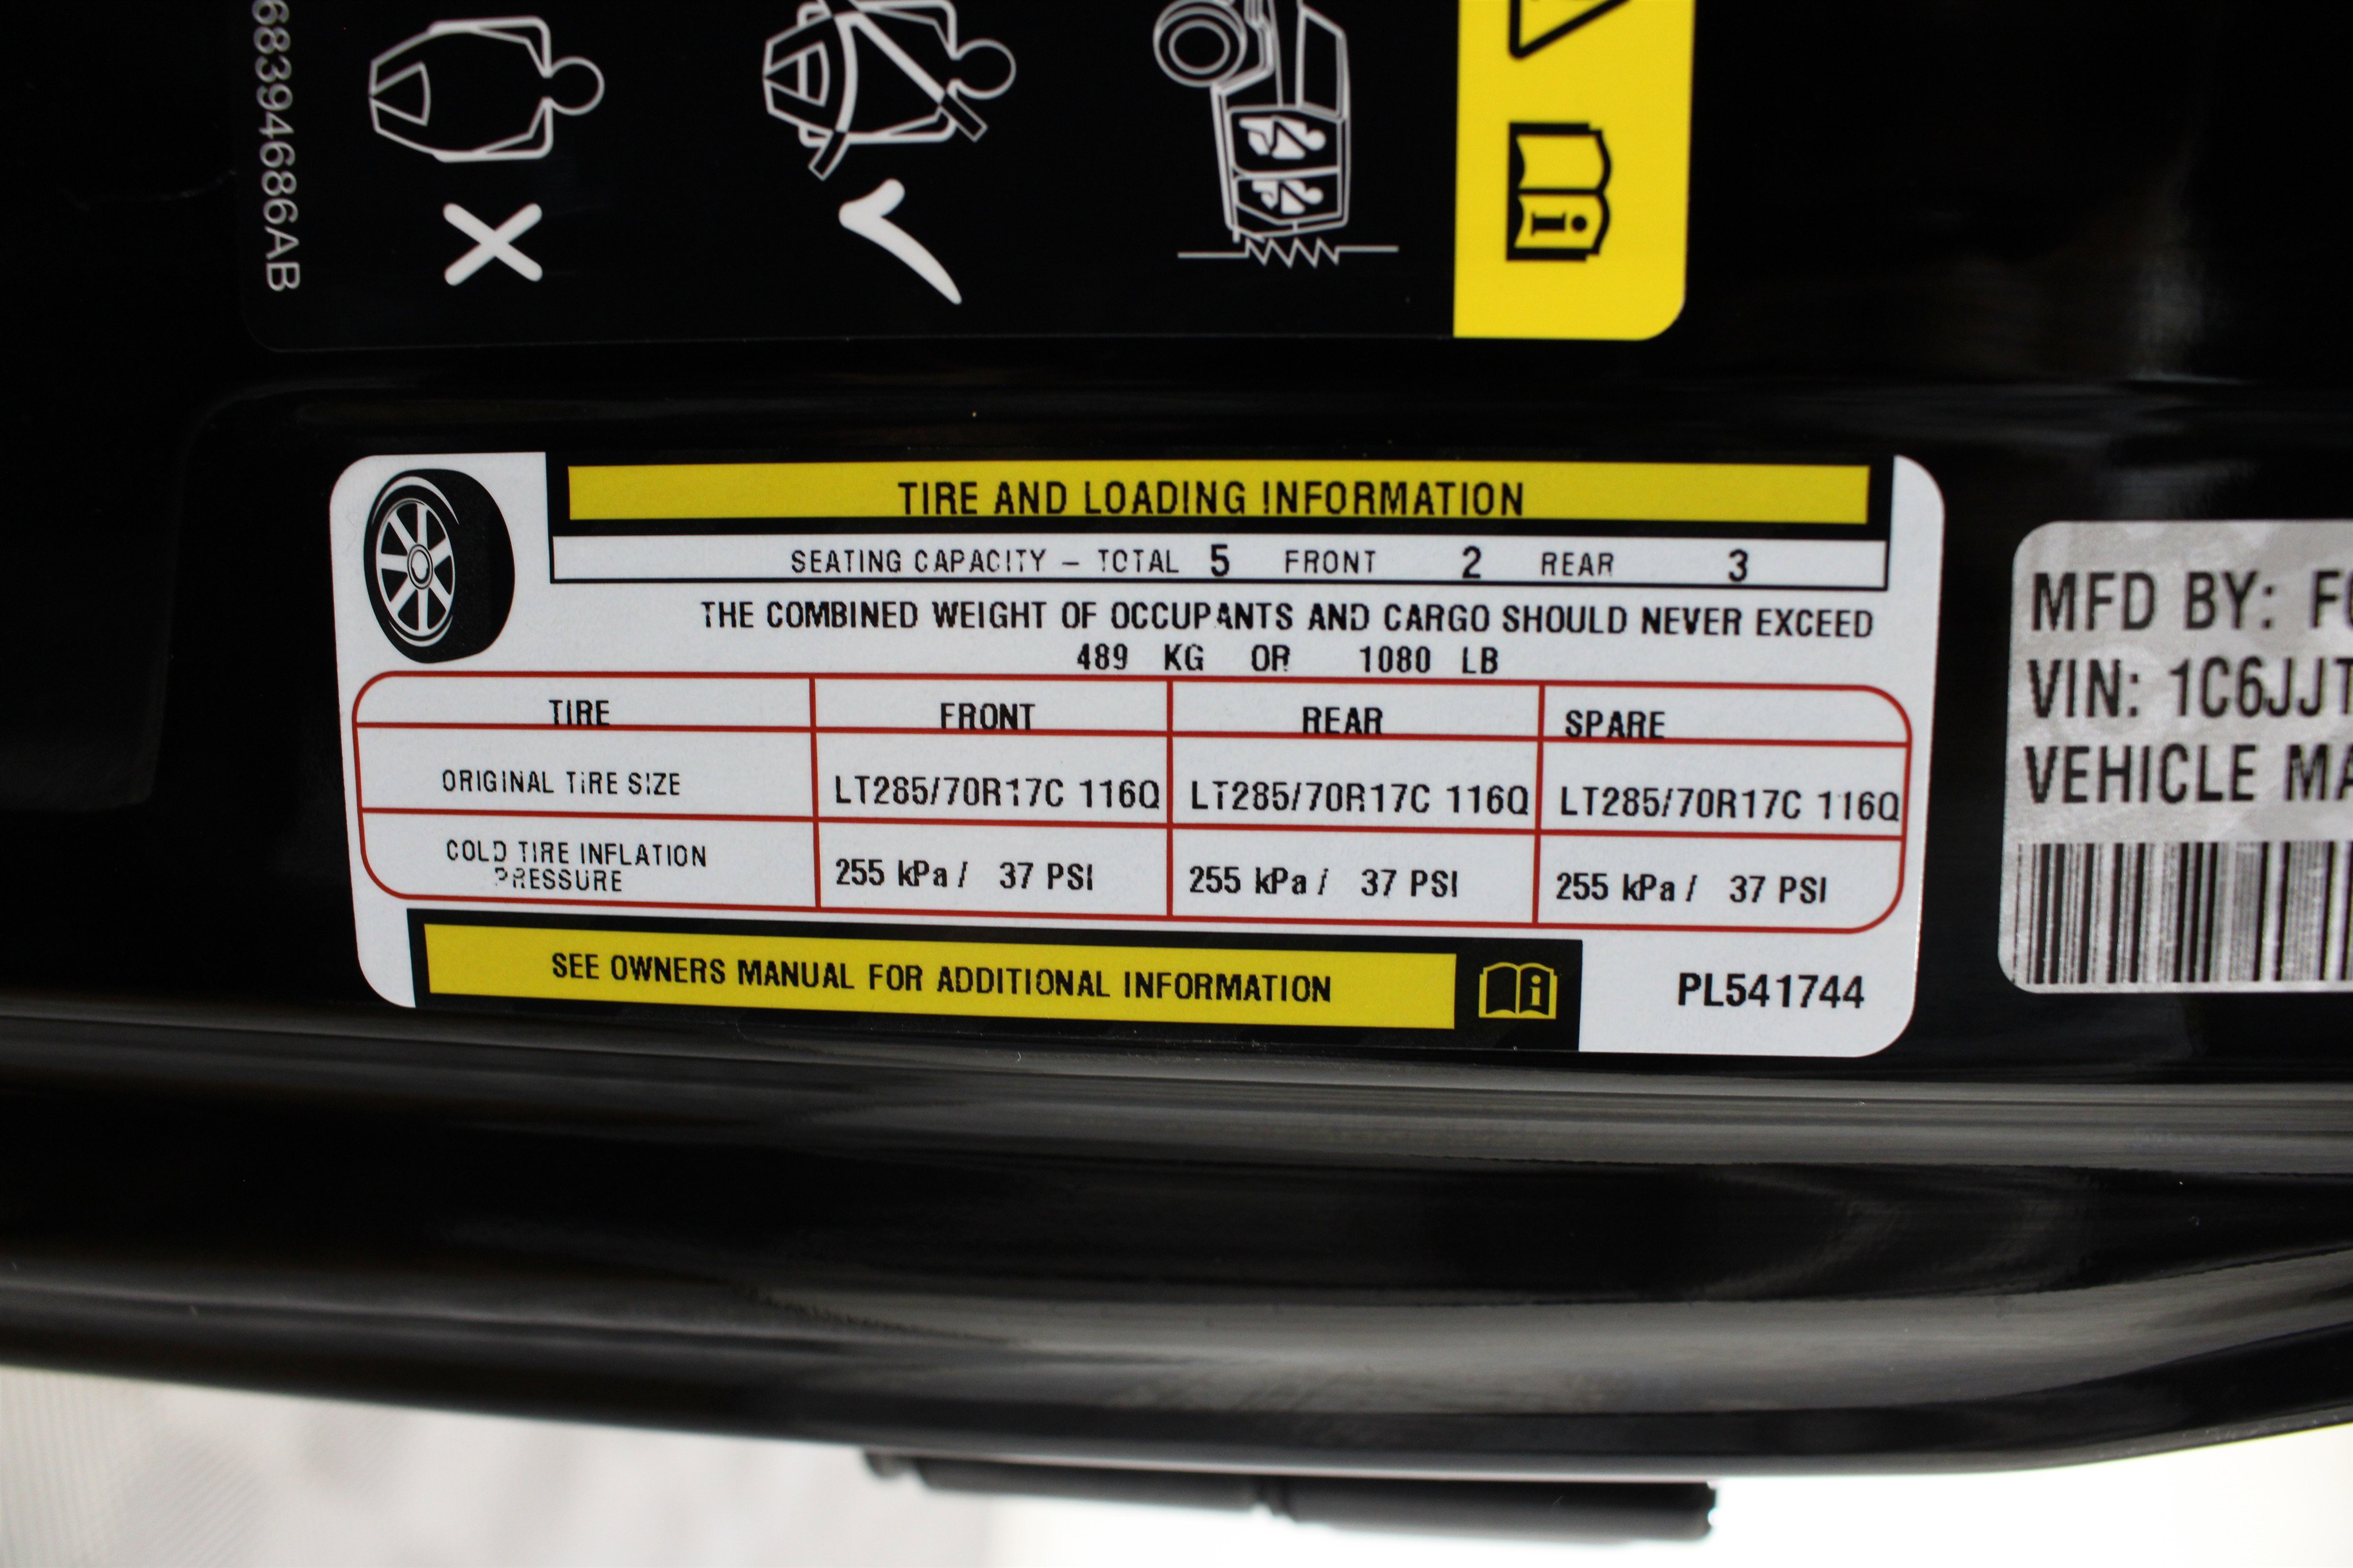 68394686AB
TIRE AND LOADING INFORMATION
SEATING CAPACITY – TOTAL 5 FRONT 2 REAR 3
THE COMBINED WEIGHT OF OCCUPANTS AND CARGO SHOULD NEVER EXCEED
489 KG OR 1080 LB
TIRE FRONT REAR SPARE
ORIGINAL TIRE SIZE LT285/70R17C 116Q LT285/70R17C 116Q LT285/70R17C 116Q
COLD TIRE INFLATION
PRESSURE 255 kPa / 37 PSI 255 kPa / 37 PSI 255 kPa / 37 PSI
SEE OWNERS MANUAL FOR ADDITIONAL INFORMATION
PL541744
MFD BY:
VIN: 1C6JJT
VEHICLE